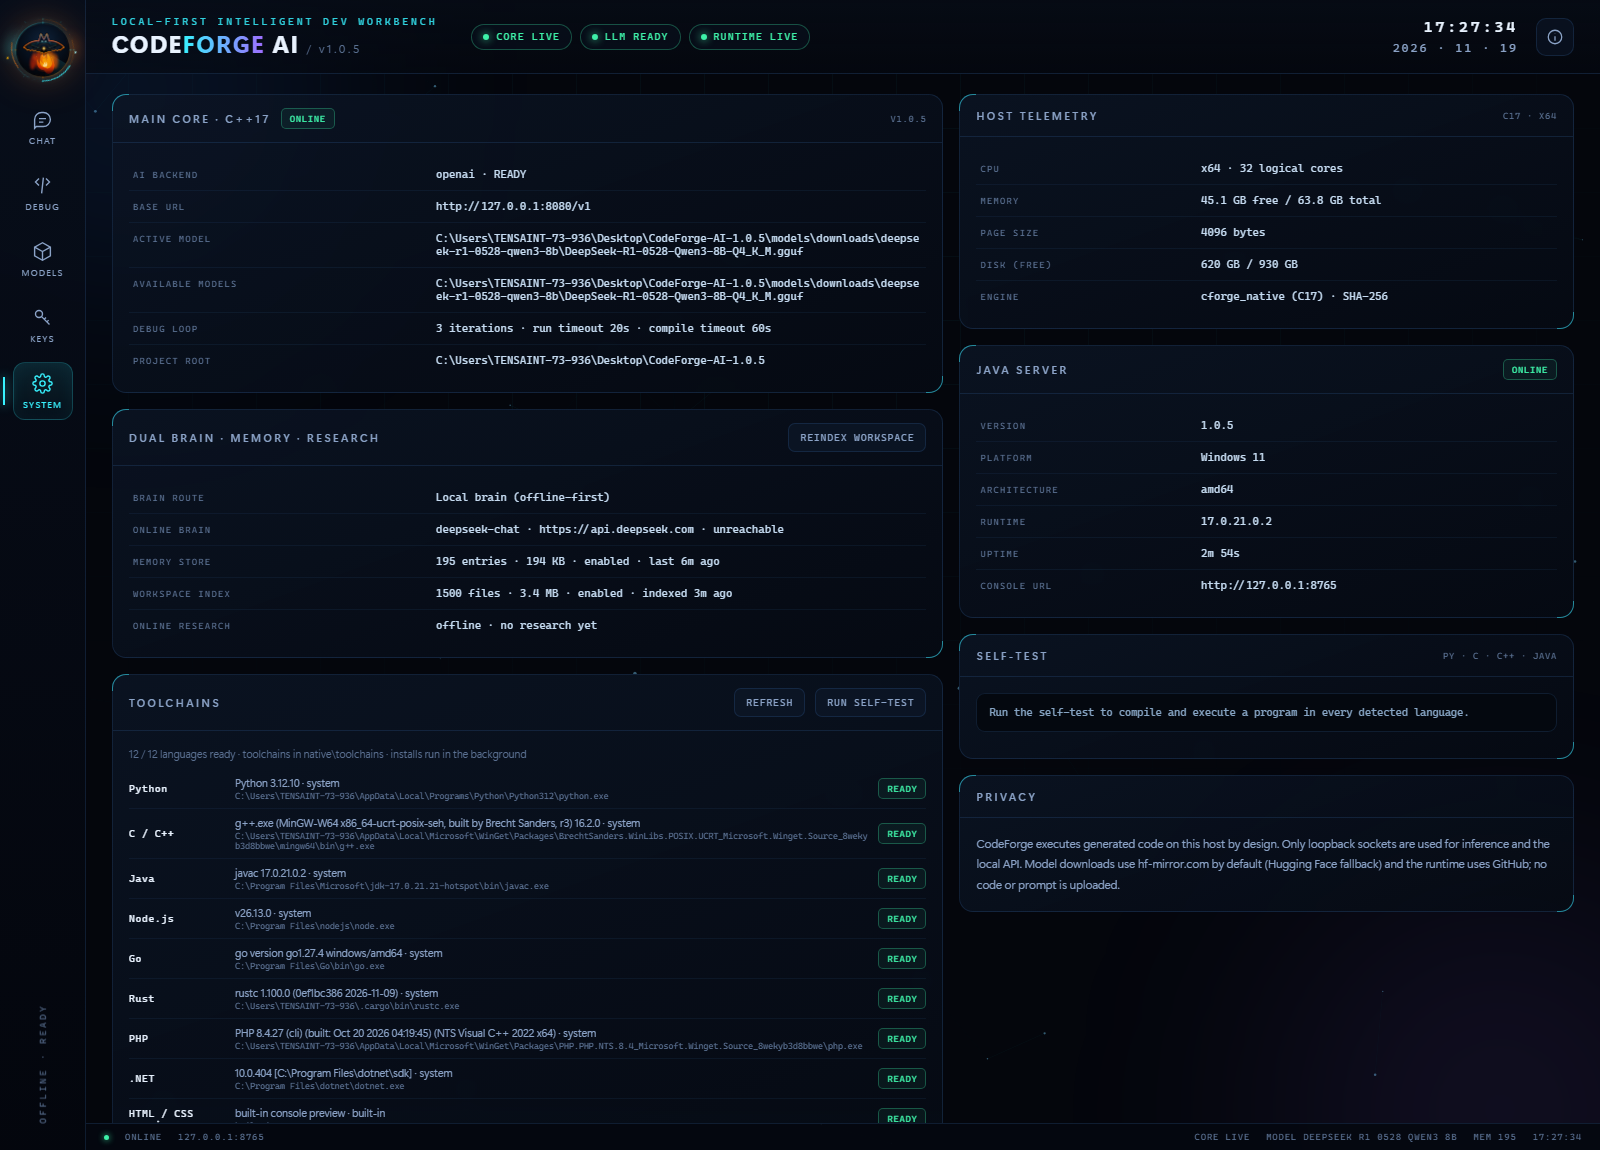 LOCAL-FIRST INTELLIGENT DEV WORKBENCH
CODEFORGE AI / v1.0.5
CORE LIVE
LLM READY
RUNTIME LIVE
17:27:34
2026 · 11 · 19
CHAT
DEBUG
MODELS
KEYS
SYSTEM
OFFLINE · READY
MAIN CORE · C++17
ONLINE
V1.0.5
AI BACKEND
openai · READY
BASE URL
http://127.0.0.1:8080/v1
ACTIVE MODEL
C:\Users\TENSAINT-73-936\Desktop\CodeForge-AI-1.0.5\models\downloads\deepse
ek-r1-0528-qwen3-8b\DeepSeek-R1-0528-Qwen3-8B-Q4_K_M.gguf
AVAILABLE MODELS
C:\Users\TENSAINT-73-936\Desktop\CodeForge-AI-1.0.5\models\downloads\deepse
ek-r1-0528-qwen3-8b\DeepSeek-R1-0528-Qwen3-8B-Q4_K_M.gguf
DEBUG LOOP
3 iterations · run timeout 20s · compile timeout 60s
PROJECT ROOT
C:\Users\TENSAINT-73-936\Desktop\CodeForge-AI-1.0.5
DUAL BRAIN · MEMORY · RESEARCH
REINDEX WORKSPACE
BRAIN ROUTE
Local brain (offline-first)
ONLINE BRAIN
deepseek-chat · https://api.deepseek.com · unreachable
MEMORY STORE
195 entries · 194 KB · enabled · last 6m ago
WORKSPACE INDEX
1500 files · 3.4 MB · enabled · indexed 3m ago
ONLINE RESEARCH
offline · no research yet
TOOLCHAINS
REFRESH
RUN SELF-TEST
12 / 12 languages ready · toolchains in native\toolchains · installs run in the background
Python
Python 3.12.10 · system
C:\Users\TENSAINT-73-936\AppData\Local\Programs\Python\Python312\python.exe
READY
C / C++
g++.exe (MinGW-W64 x86_64-ucrt-posix-seh, built by Brecht Sanders, r3) 16.2.0 · system
C:\Users\TENSAINT-73-936\AppData\Local\Microsoft\WinGet\Packages\BrechtSanders.WinLibs.POSIX.UCRT_Microsoft.Winget.Source_8weky
b3d8bbwe\mingw64\bin\g++.exe
READY
Java
javac 17.0.21.0.2 · system
C:\Program Files\Microsoft\jdk-17.0.21.21-hotspot\bin\javac.exe
READY
Node.js
v26.13.0 · system
C:\Program Files\nodejs\node.exe
READY
Go
go version go1.27.4 windows/amd64 · system
C:\Program Files\Go\bin\go.exe
READY
Rust
rustc 1.100.0 (0ef1bc386 2026-11-09) · system
C:\Users\TENSAINT-73-936\.cargo\bin\rustc.exe
READY
PHP
PHP 8.4.27 (cli) (built: Oct 20 2026 04:19:45) (NTS Visual C++ 2022 x64) · system
C:\Users\TENSAINT-73-936\AppData\Local\Microsoft\WinGet\Packages\PHP.PHP.NTS.8.4_Microsoft.Winget.Source_8wekyb3d8bbwe\php.exe
READY
.NET
10.0.404 [C:\Program Files\dotnet\sdk] · system
C:\Program Files\dotnet\dotnet.exe
READY
HTML / CSS
built-in console preview · built-in
READY
HOST TELEMETRY
C17 · X64
CPU
x64 · 32 logical cores
MEMORY
45.1 GB free / 63.8 GB total
PAGE SIZE
4096 bytes
DISK (FREE)
620 GB / 930 GB
ENGINE
cforge_native (C17) · SHA-256
JAVA SERVER
ONLINE
VERSION
1.0.5
PLATFORM
Windows 11
ARCHITECTURE
amd64
RUNTIME
17.0.21.0.2
UPTIME
2m 54s
CONSOLE URL
http://127.0.0.1:8765
SELF-TEST
PY · C · C++ · JAVA
Run the self-test to compile and execute a program in every detected language.
PRIVACY
CodeForge executes generated code on this host by design. Only loopback sockets are used for inference and the
local API. Model downloads use hf-mirror.com by default (Hugging Face fallback) and the runtime uses GitHub; no
code or prompt is uploaded.
ONLINE 127.0.0.1:8765
CORE LIVE MODEL DEEPSEEK R1 0528 QWEN3 8B MEM 195 17:27:34